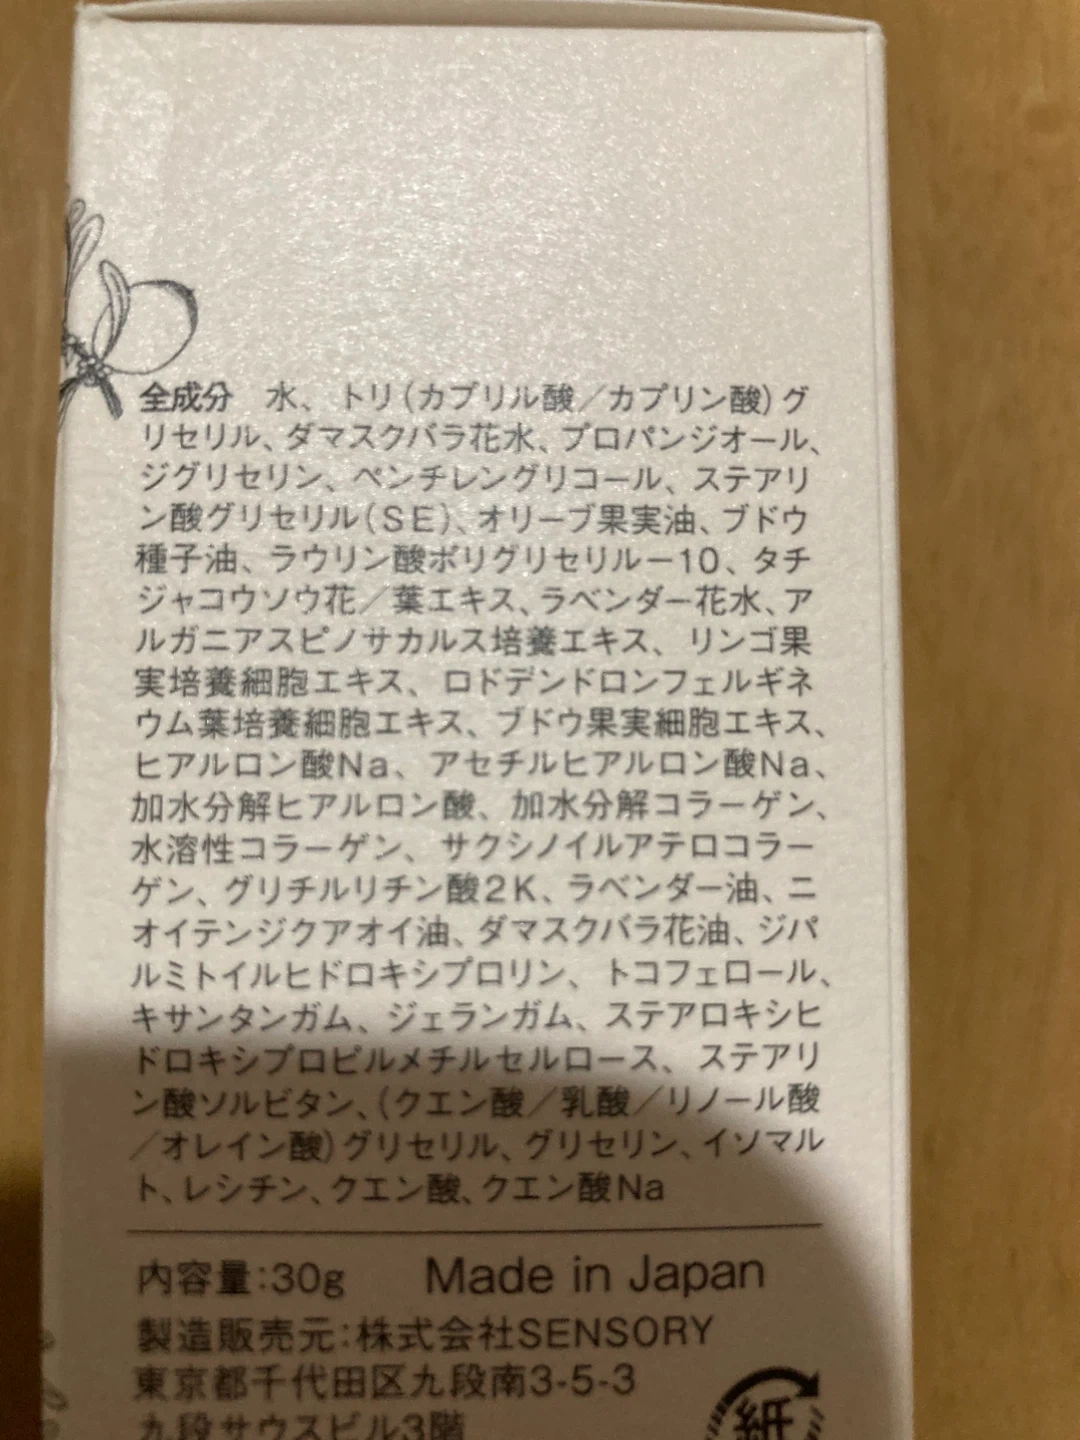 全成分 水、トリ(カプリル酸/カプリン酸)グ
リセリル、ダマスクバラ花水、プロパンジオール、
ジグリセリン、ペンチレングリコール、ステアリ
ン酸グリセリル(SE)、オリーブ果実油、ブドウ
種子油、ラウリン酸ポリグリセリル-10、タチ
ジャコウソウ花/葉エキス、ラベンダー花水、ア
ルガニアスピノサカルス培養エキス、リンゴ果
実培養細胞エキス、ロドデンドロンフェルギネ
ウム葉培養細胞エキス、ブドウ果実細胞エキス、
ヒアルロン酸Na、アセチルヒアルロン酸Na、
加水分解ヒアルロン酸、加水分解コラーゲン、
水溶性コラーゲン、サクシノイルアテロコラー
ゲン、グリチルリチン酸2K、ラベンダー油、ニ
オイテンジクアオイ油、ダマスクバラ花油、ジパ
ルミトイルヒドロキシプロリン、トコフェロール、
キサンタンガム、ジェランガム、ステアロキシヒ
ドロキシプロピルメチルセルロース、ステアリ
ン酸ソルビタン、(クエン酸/乳酸/リノール酸
/オレイン酸)グリセリル、グリセリン、イソマル
ト、レシチン、クエン酸、クエン酸Na
内容量:30g Made in Japan
製造販売元:株式会社SENSORY
東京都千代田区九段南3-5-3
九段サウスビル3階
紙